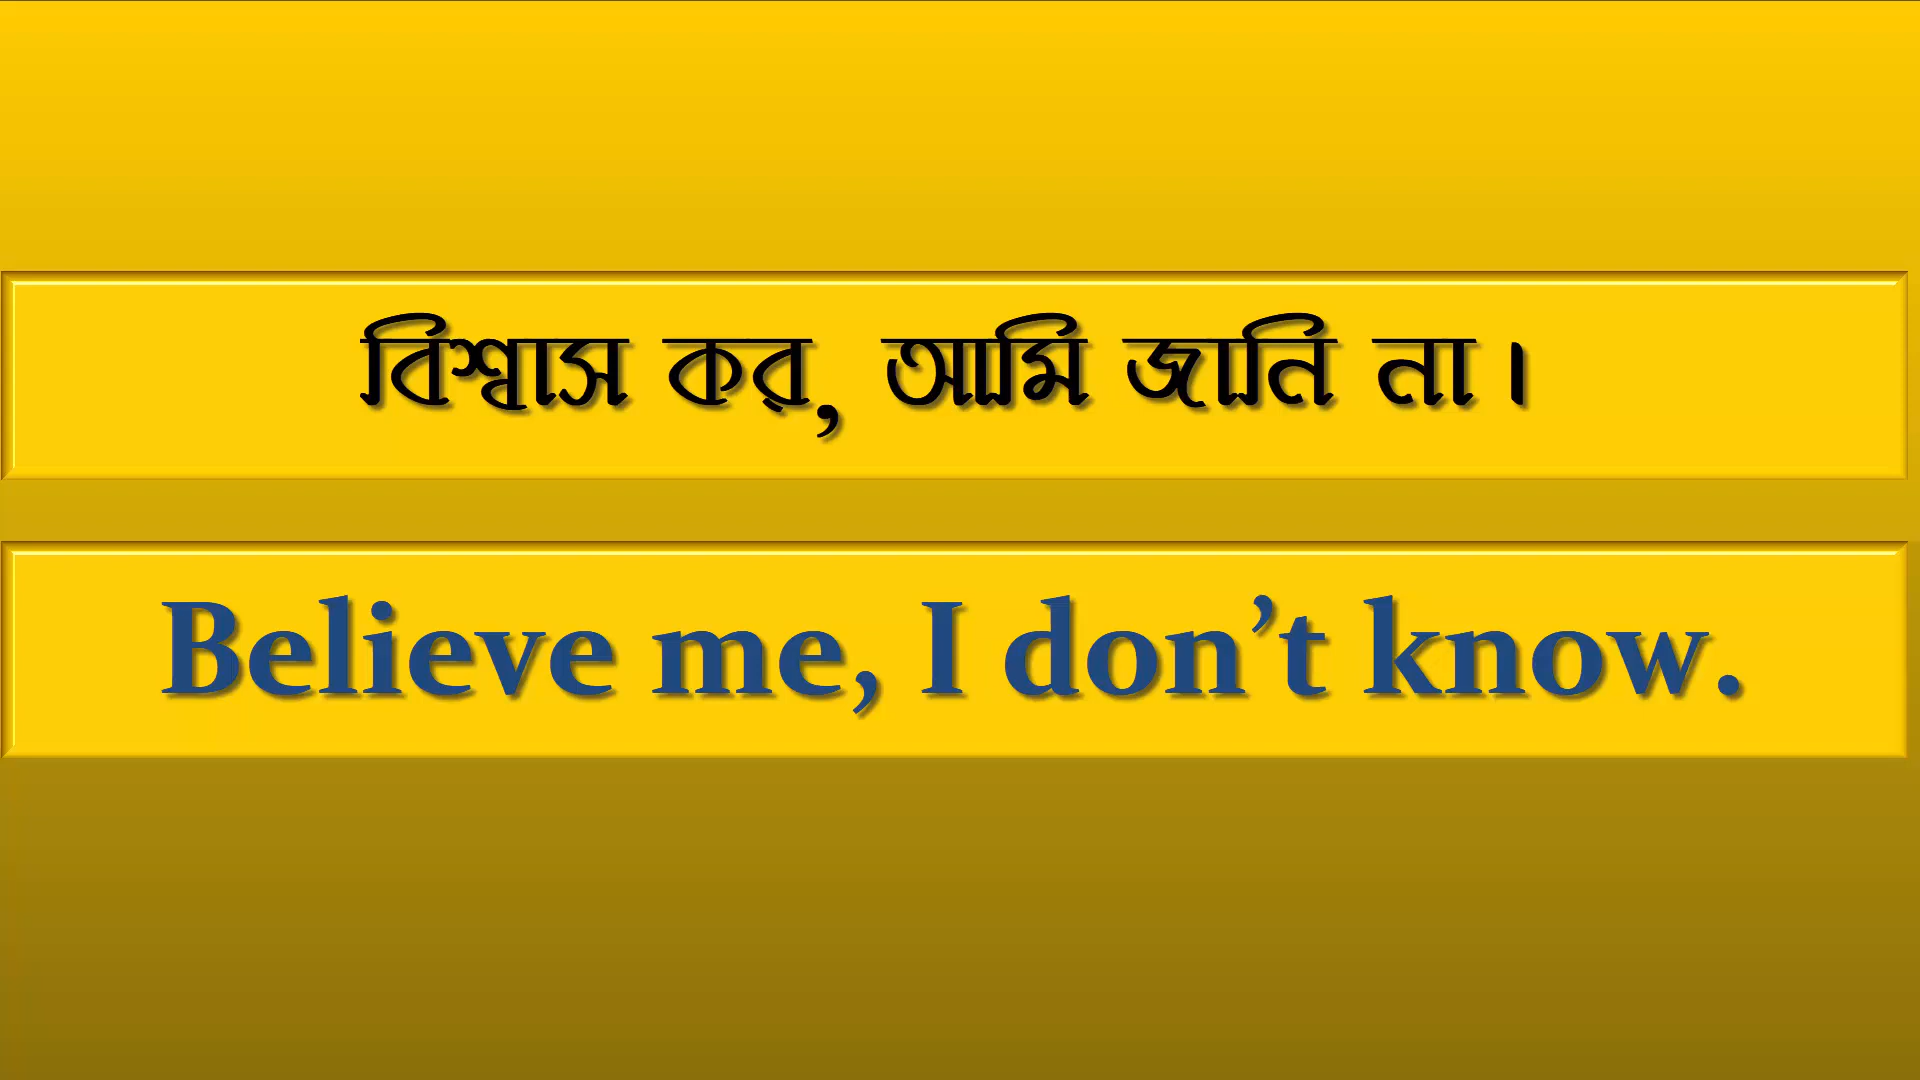 বিশ্বাস কর, আমি জানি না।
Believe me, I don’t know.